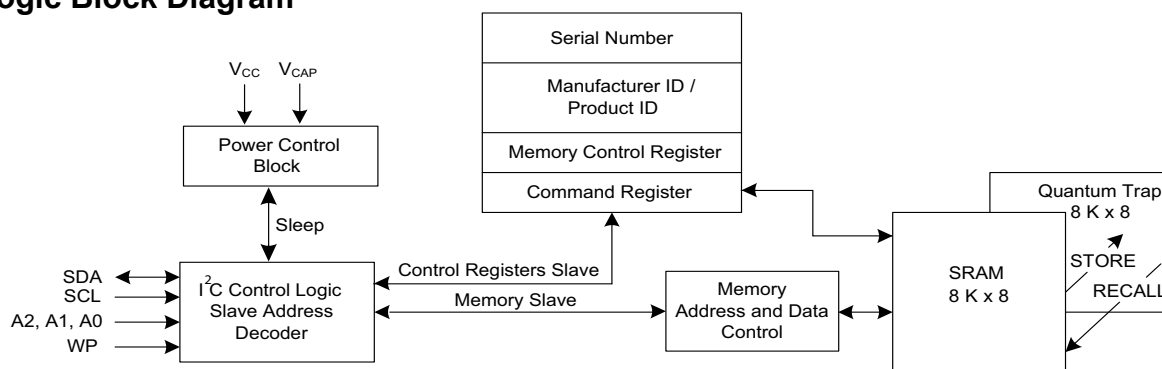 ogic Block Diagram
Serial Number
Manufacturer ID /
Product ID
Memory Control Register
Command Register
VCC VCAP
Power Control
Block
Sleep
Quantum Trap
8 K x 8
SRAM
8 K x 8
STORE
RECALL
SDA
SCL
A2, A1, A0
WP
I2C Control Logic
Slave Address
Decoder
Control Registers Slave
Memory Slave
Memory
Address and Data
Control